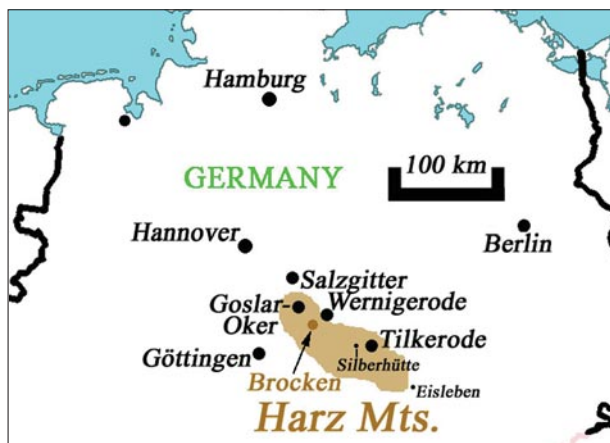 Hamburg
100 km
GERMANY
Hannover
Berlin
Salzgitter
Goslar-
Oker
Wernigerode
Tilkerode
Göttingen
Silberhütte
Brocken
Eisleben
Harz Mts.